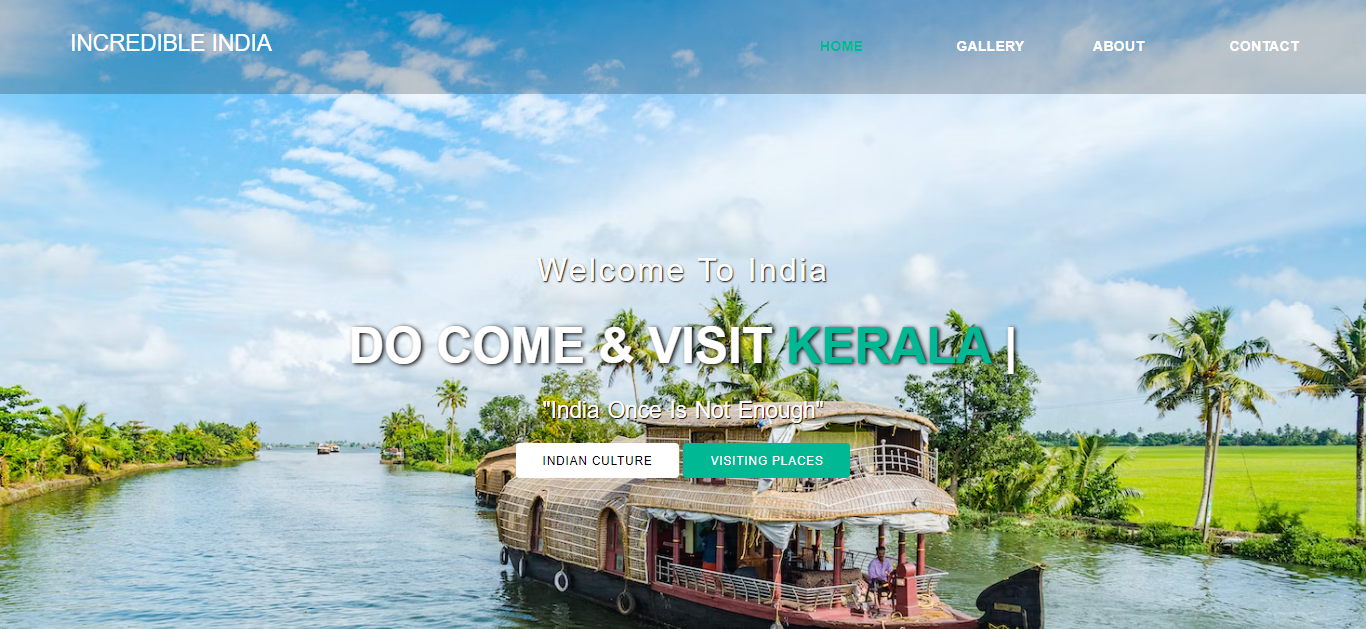 INCREDIBLE INDIA HOME GALLERY ABOUT CONTACT
Welcome To India
DO COME & VISIT KERALA |
"India Once Is Not Enough"
INDIAN CULTURE VISITING PLACES